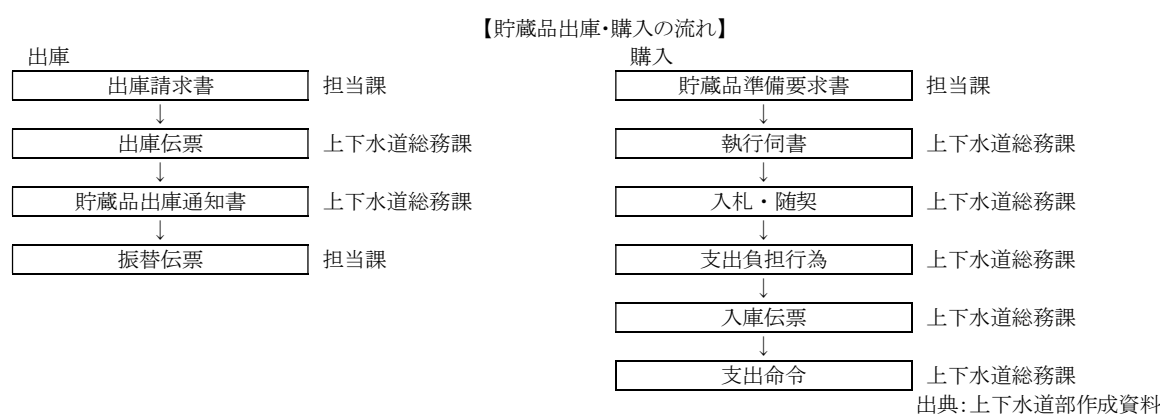 【貯蔵品出庫・購入の流れ】
出庫
出庫請求書 担当課
↓
出庫伝票 上下水道総務課
↓
貯蔵品出庫通知書 上下水道総務課
↓
振替伝票 担当課
購入
貯蔵品準備要求書 担当課
↓
執行伺書 上下水道総務課
↓
入札・随契 上下水道総務課
↓
支出負担行為 上下水道総務課
↓
入庫伝票 上下水道総務課
↓
支出命令 上下水道総務課
出典:上下水道部作成資料